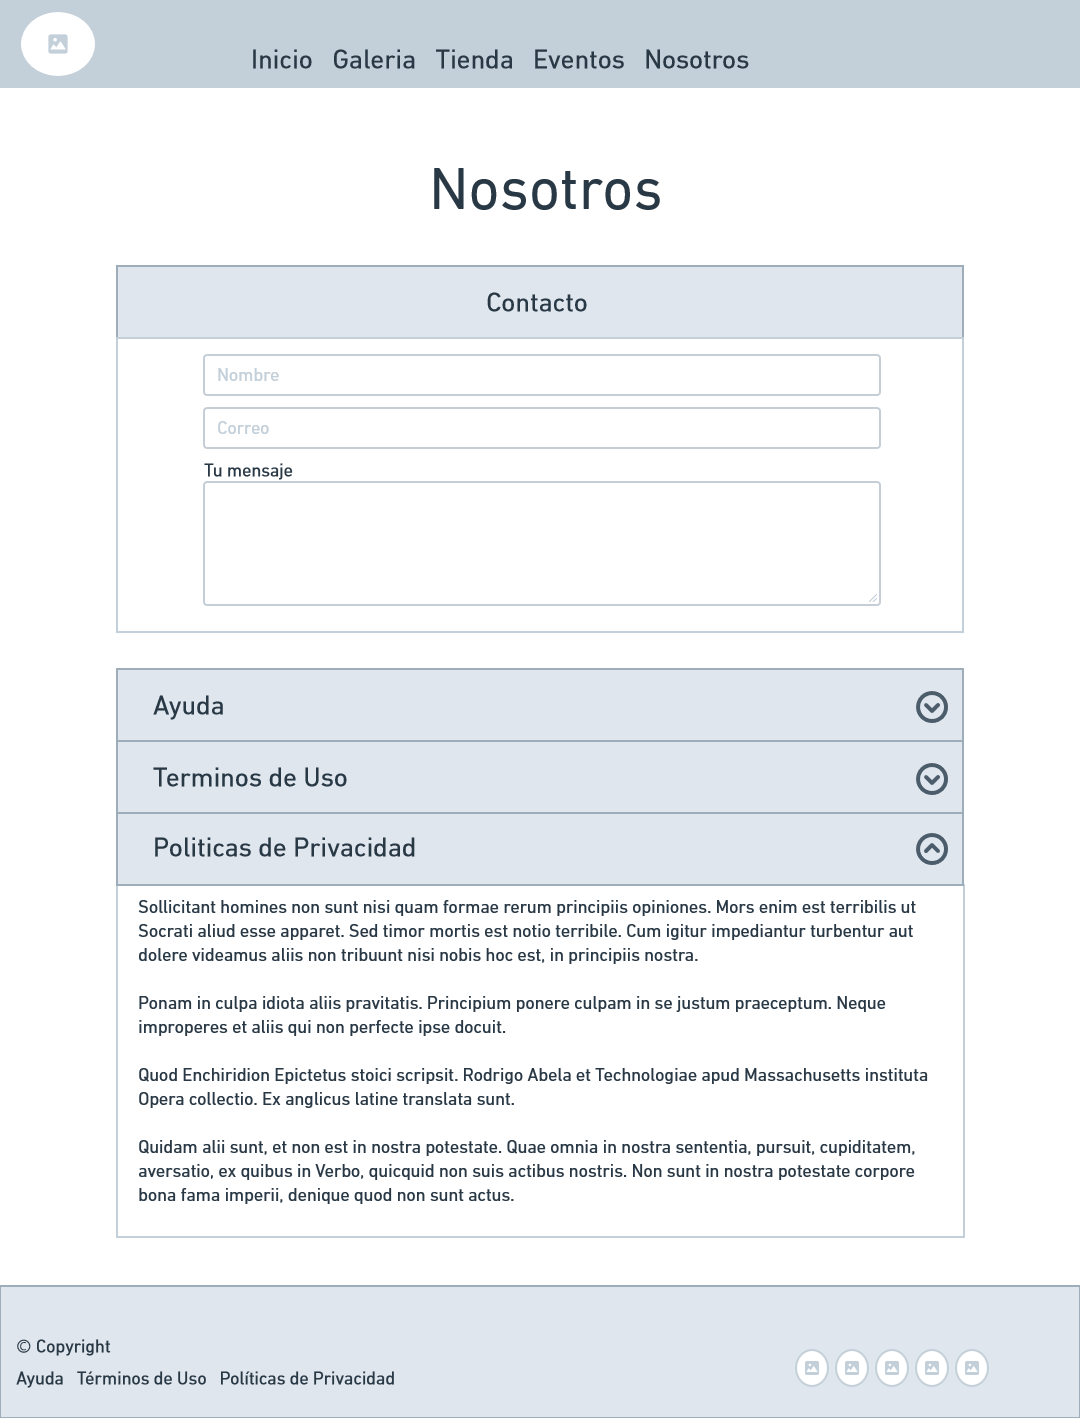 Inicio Galeria Tienda Eventos Nosotros
Nosotros
Contacto
Nombre
Correo
Tu mensaje
Ayuda
Terminos de Uso
Politicas de Privacidad
Sollicitant homines non sunt nisi quam formae rerum principiis opiniones. Mors enim est terribilis ut
Socrati aliud esse apparet. Sed timor mortis est notio terribile. Cum igitur impediantur turbentur aut
dolere videamus aliis non tribuunt nisi nobis hoc est, in principiis nostra.
Ponam in culpa idiota aliis pravitatis. Principium ponere culpam in se justum praeceptum. Neque
improperes et aliis qui non perfecte ipse docuit.
Quod Enchiridion Epictetus stoici scripsit. Rodrigo Abela et Technologiae apud Massachusetts instituta
Opera collectio. Ex anglicus latine translata sunt.
Quidam alii sunt, et non est in nostra potestate. Quae omnia in nostra sententia, pursuit, cupiditatem,
aversatio, ex quibus in Verbo, quicquid non suis actibus nostris. Non sunt in nostra potestate corpore
bona fama imperii, denique quod non sunt actus.
© Copyright
Ayuda Términos de Uso Políticas de Privacidad